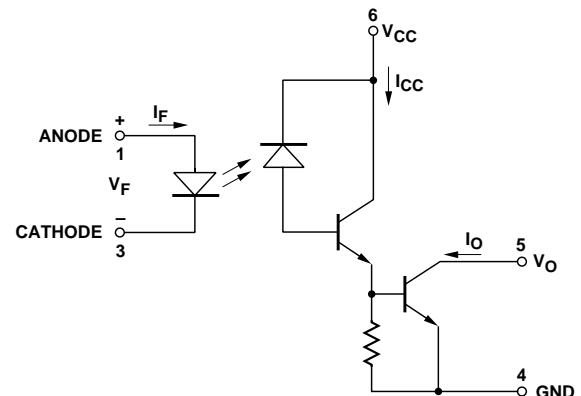 6
VCC
ICC
IF
+
ANODE
1
VF
−
CATHODE
3
IO
5
VO
4
GND